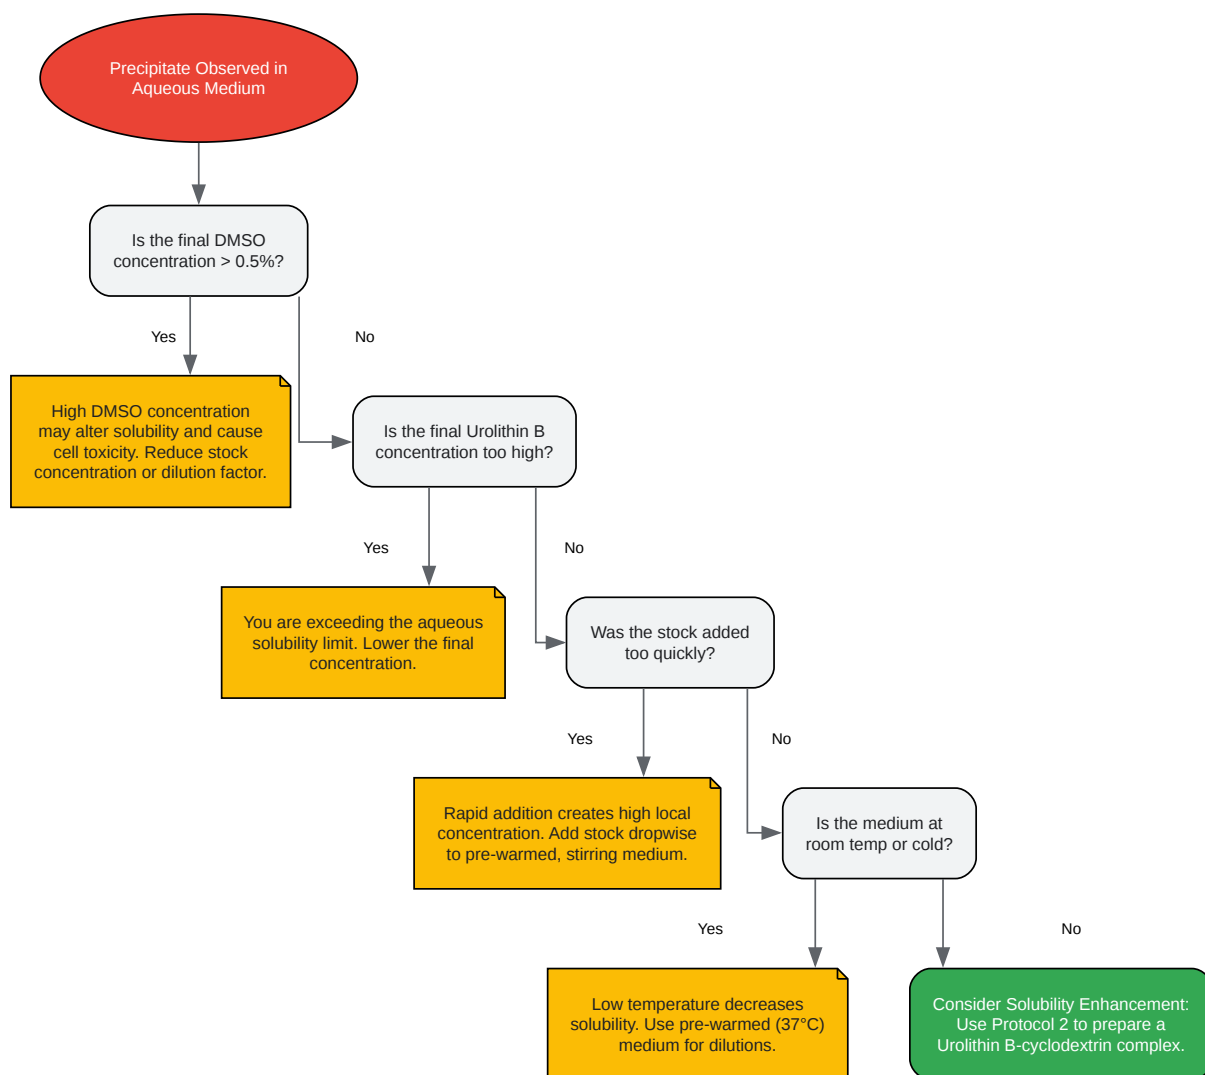 Precipitate Observed in
Aqueous Medium
Is the final DMSO
concentration > 0.5%?
Yes
No
High DMSO concentration
may alter solubility and cause
cell toxicity. Reduce stock
concentration or dilution factor.
Is the final Urolithin B
concentration too high?
Yes
No
You are exceeding the aqueous
solubility limit. Lower the final
concentration.
Was the stock added
too quickly?
Yes
No
Rapid addition creates high local
concentration. Add stock dropwise
to pre-warmed, stirring medium.
Is the medium at
room temp or cold?
Yes
No
Low temperature decreases
solubility. Use pre-warmed (37°C)
medium for dilutions.
Consider Solubility Enhancement:
Use Protocol 2 to prepare a
Urolithin B-cyclodextrin complex.